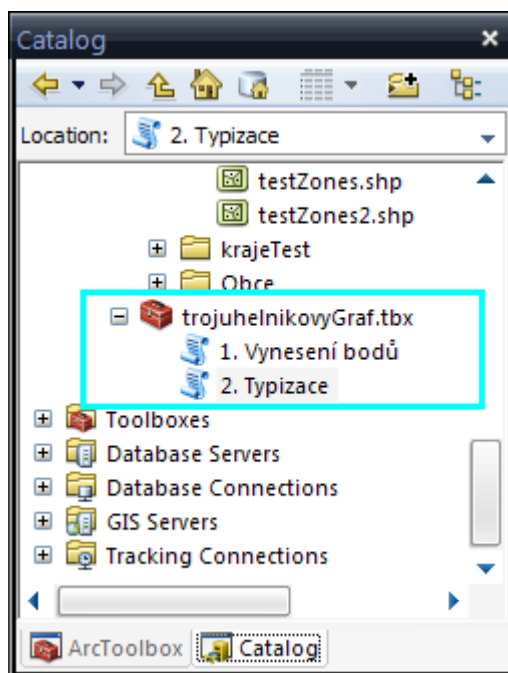 Catalog
Location: 2. Typizace
testZones.shp
testZones2.shp
krajeTest
Obce
trojuhelnikovyGraf.tbx
1. Vynesení bodů
2. Typizace
Toolboxes
Database Servers
Database Connections
GIS Servers
Tracking Connections
ArcToolbox Catalog